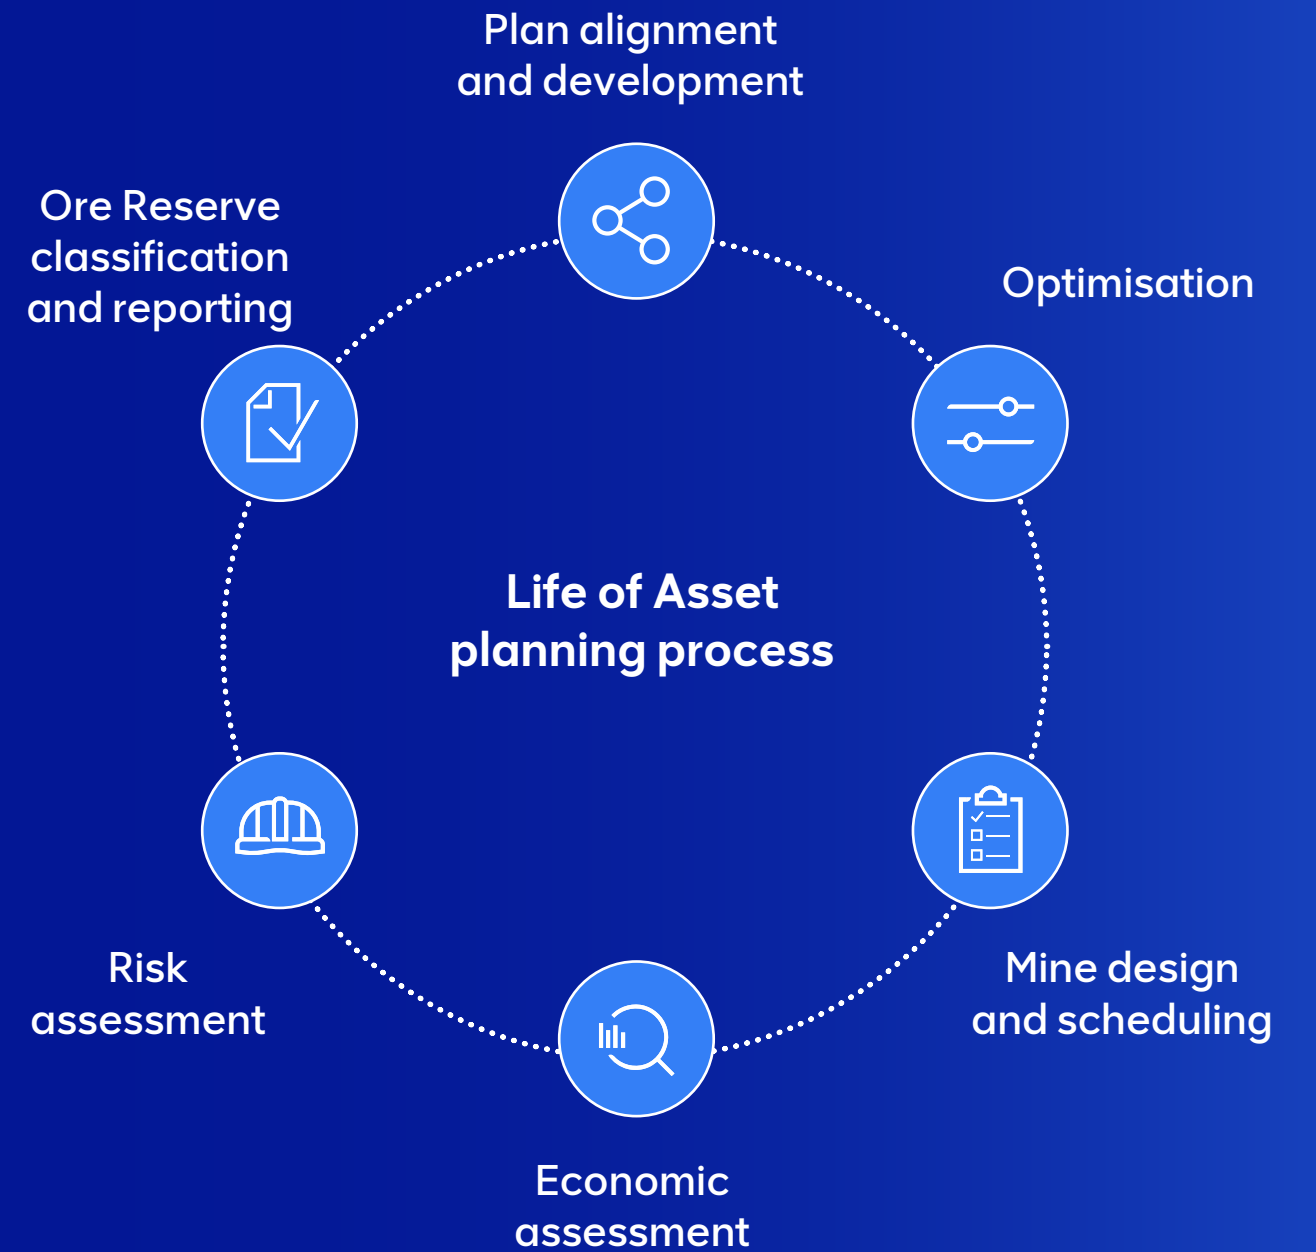 Plan alignment
and development
Optimisation
Mine design
and scheduling
Economic
assessment
Risk
assessment
Ore Reserve
classification
and reporting
Life of Asset
planning process